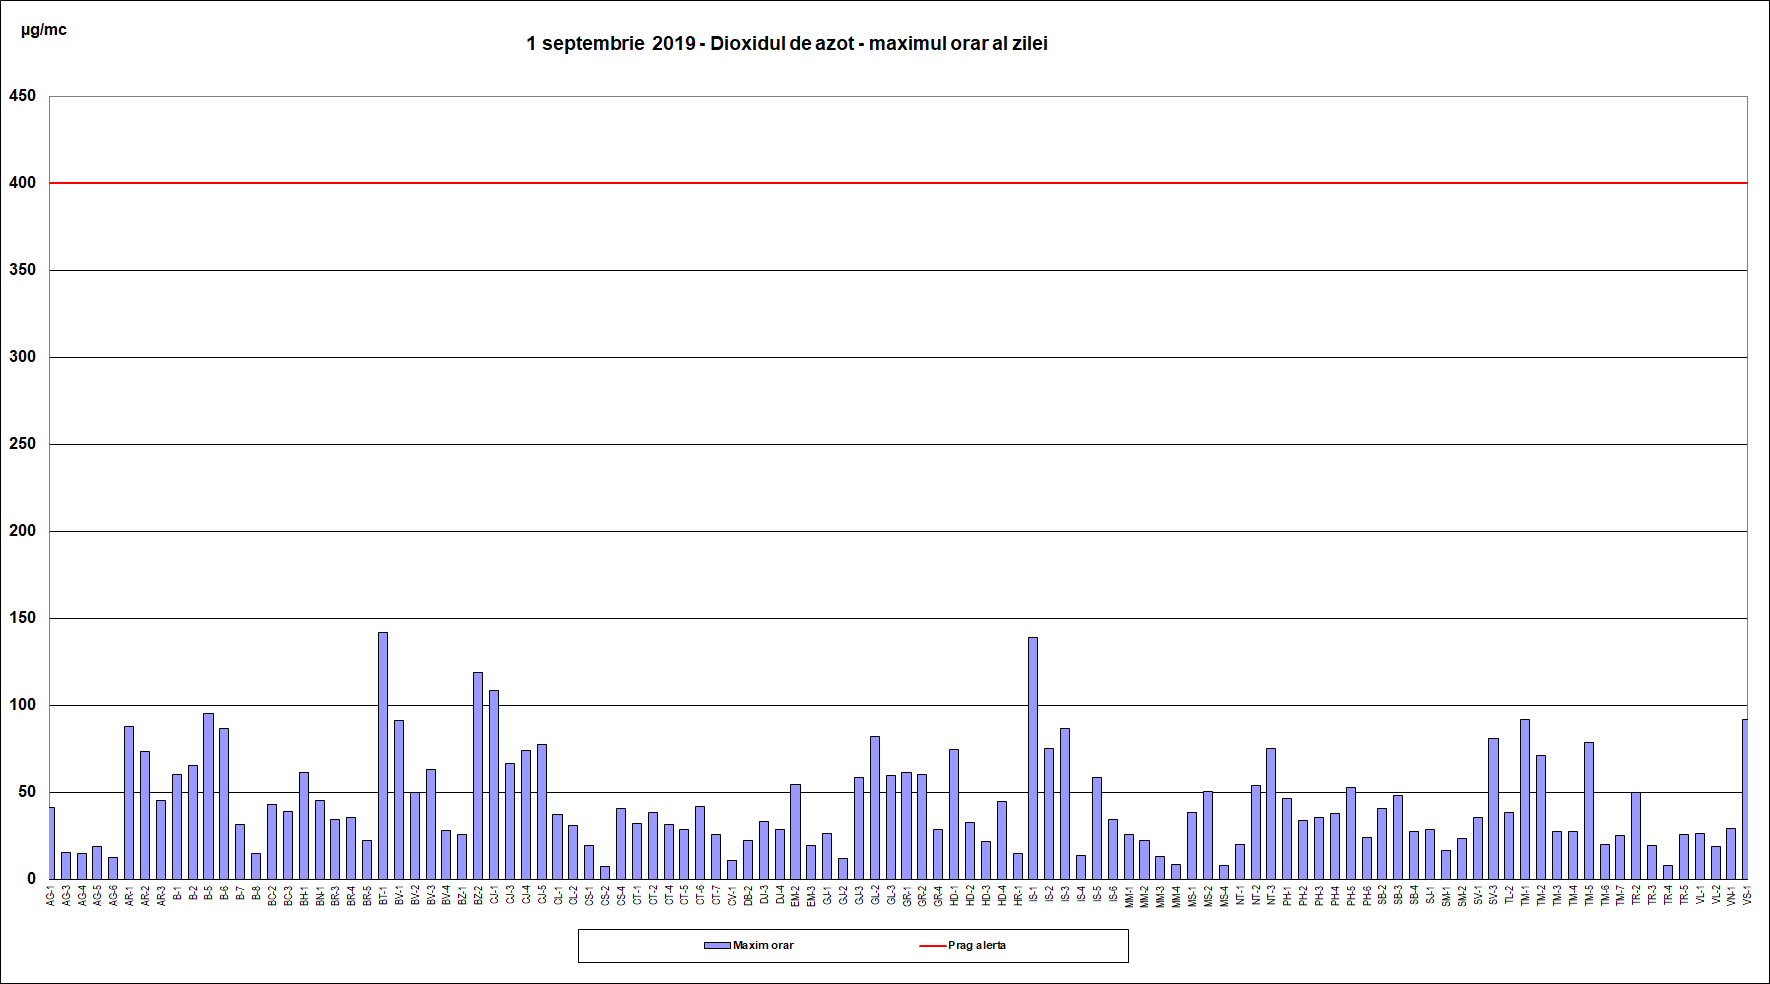 µg/mc
1 septembrie 2019 - Dioxidul de azot - maximul orar al zilei
450
400
350
300
250
200
150
100
50
0
AG-1 AG-3 AG-4 AG-5 AG-6 AR-1 AR-2 AR-3 B-1 B-2 B-5 B-6 B-7 B-8 BC-2 BC-3 BH-1 BN-1 BR-3 BR-4 BR-5 BT-1 BV-1 BV-2 BV-3 BV-4 BZ-1 BZ-2 CJ-1 CJ-3 CJ-4 CJ-5 CL-1 CL-2 CS-1 CS-2 CS-4 CT-1 CT-2 CT-4 CT-5 CT-6 CT-7 CV-1 DB-2 DJ-3 DJ-4 EM-2 EM-3 GJ-1 GJ-2 GJ-3 GL-2 GL-3 GR-1 GR-2 GR-4 HD-1 HD-2 HD-3 HD-4 HR-1 IS-1 IS-2 IS-3 IS-4 IS-5 IS-6 MM-1 MM-2 MM-3 MM-4 MS-1 MS-2 MS-4 NT-1 NT-2 NT-3 PH-1 PH-2 PH-3 PH-4 PH-5 PH-6 SB-2 SB-3 SB-4 SJ-1 SM-1 SM-2 SV-1 SV-3 TL-2 TM-1 TM-2 TM-3 TM-4 TM-5 TM-6 TM-7 TR-2 TR-3 TR-4 TR-5 VL-1 VL-2 VN-1 VS-1
Maxim orar Prag alerta